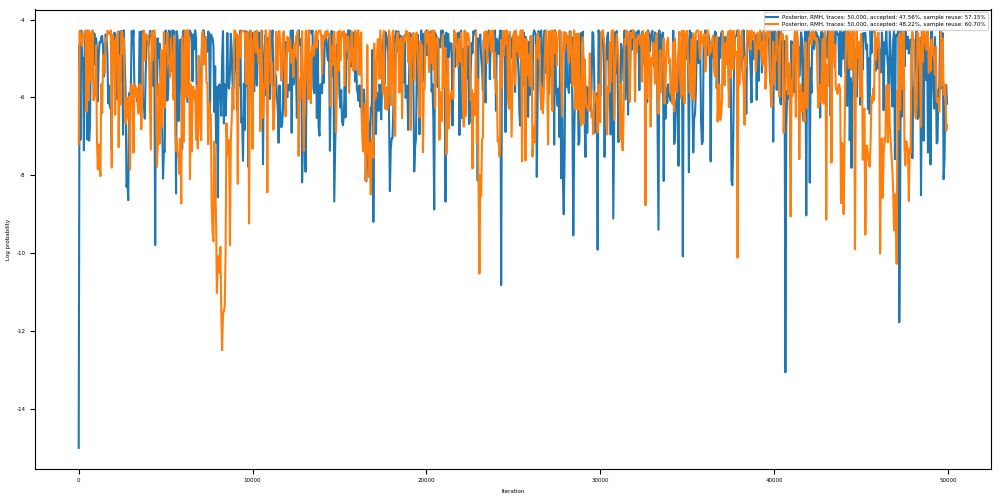 Posterior, RMH, traces: 50,000, accepted: 47.56%, sample reuse: 57.15%
Posterior, RMH, traces: 50,000, accepted: 48.22%, sample reuse: 60.70%
-4
-6
-8
-10
-12
-14
Log probability
0 10000 20000 30000 40000 50000
Iteration